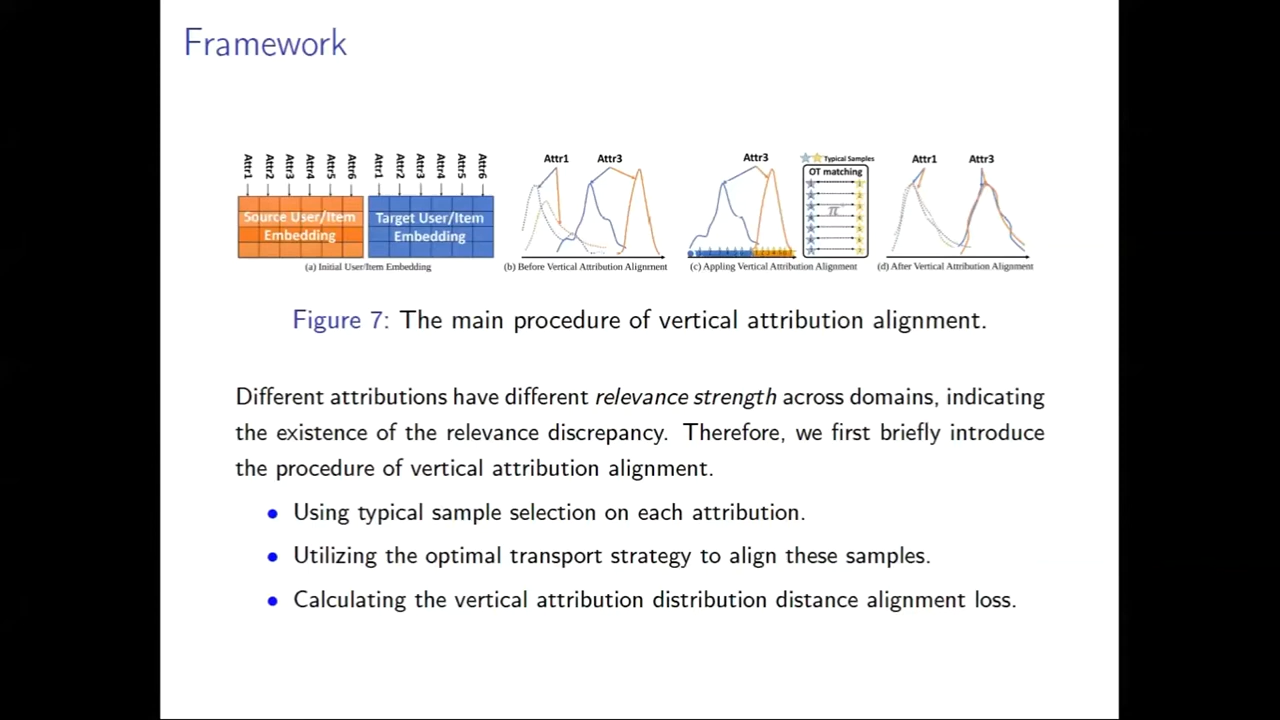 Framework
Attr1 Attr2 Attr3 Attr4 Attr5 Attr6 Attr1 Attr2 Attr3 Attr4 Attr5 Attr6
Source User/Item
Embedding
Target User/Item
Embedding
(a) Initial User/Item Embedding
Attr1 Attr3
(b) Before Vertical Attribution Alignment
Attr3
Typical Samples
OT matching
π
(c) Appling Vertical Attribution Alignment
Attr1 Attr3
(d) After Vertical Attribution Alignment
Figure 7: The main procedure of vertical attribution alignment.
Different attributions have different relevance strength across domains, indicating
the existence of the relevance discrepancy. Therefore, we first briefly introduce
the procedure of vertical attribution alignment.
• Using typical sample selection on each attribution.
• Utilizing the optimal transport strategy to align these samples.
• Calculating the vertical attribution distribution distance alignment loss.